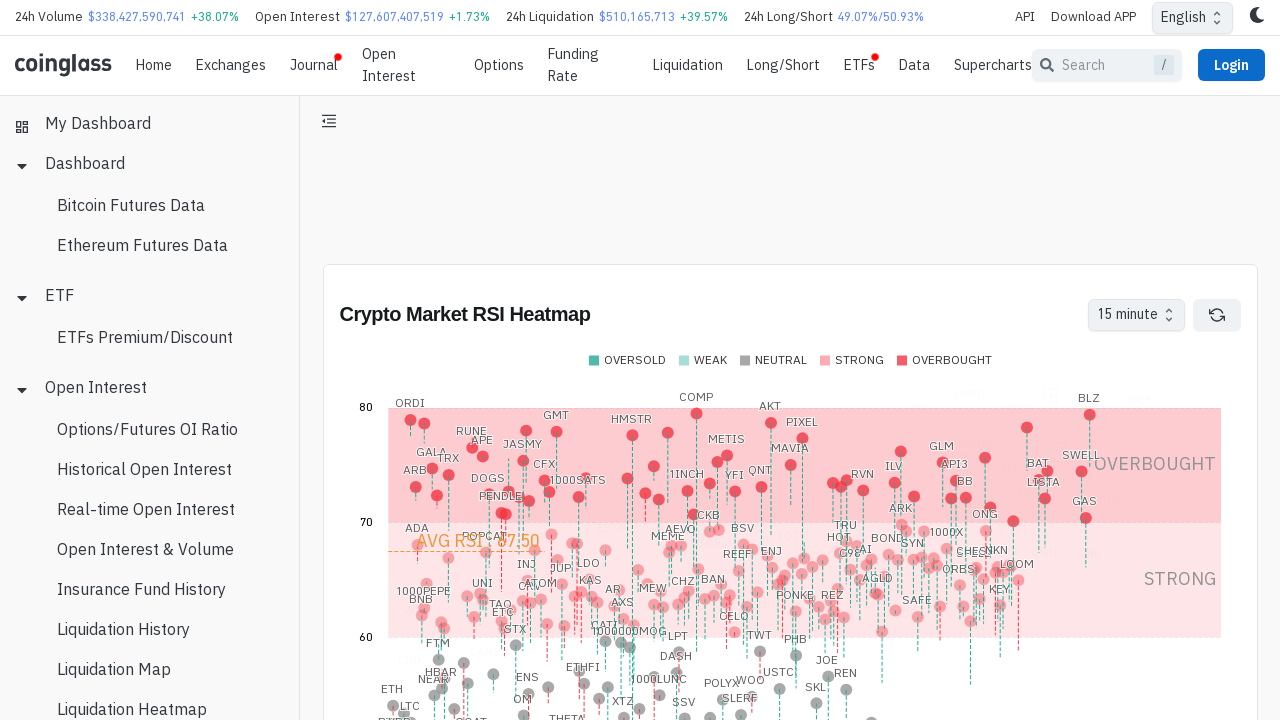 24h Volume $338,427,590,741 +38.07% Open Interest $127,607,407,519 +1.73% 24h Liquidation $510,165,713 +39.57% 24h Long/Short 49.07%/50.93% API Download APP English
coinglass Home Exchanges Journal Open Interest Options Funding Rate Liquidation Long/Short ETFs Data Supercharts Search / Login
My Dashboard
Dashboard
Bitcoin Futures Data
Ethereum Futures Data
ETF
ETFs Premium/Discount
Open Interest
Options/Futures OI Ratio
Historical Open Interest
Real-time Open Interest
Open Interest & Volume
Insurance Fund History
Liquidation History
Liquidation Map
Liquidation Heatmap
Crypto Market RSI Heatmap 15 minute
OVERSOLD WEAK NEUTRAL STRONG OVERBOUGHT
COMP
BLZ
ORDI
80
AKT
GMT
HMSTR
PIXEL
RUNE
APE
JASMY
METIS
MAVIA
GLM
GALA
TRX
SWELL
OVERBOUGHT
ARB
CFX
ILV
API3
BAT
DOGS
1000SATS
1INCH
YFI
QNT
RVN
BB
LISTA
PENDLE
GAS
ARK
CKB
ONG
70
ADA
POPCAT
AEVO
MEME
BSV
TRU
HOT
BOND
SYN
1000X
AVG RSI : 67.50
REEF
ENJ
C98
AI
NKN
INJ
JUP
LDO
ORBS
LOOM
STRONG
UNI
ATOM
KAS
CHZ
BAN
AGLD
1000PEPE
MEW
KEY
BNB
TAO
ETC
AXS
PONKE
REZ
SAFE
CELO
STX
CATI
1000000MOG
60
FTM
LPT
TWT
PHB
DASH
JOE
HBAR
NEAR
ETHFI
ENS
1000LUNC
WOO
USTC
REN
ETH
POLYX
SKL
LTC
OM
XTZ
SSV
SLERF
THETA